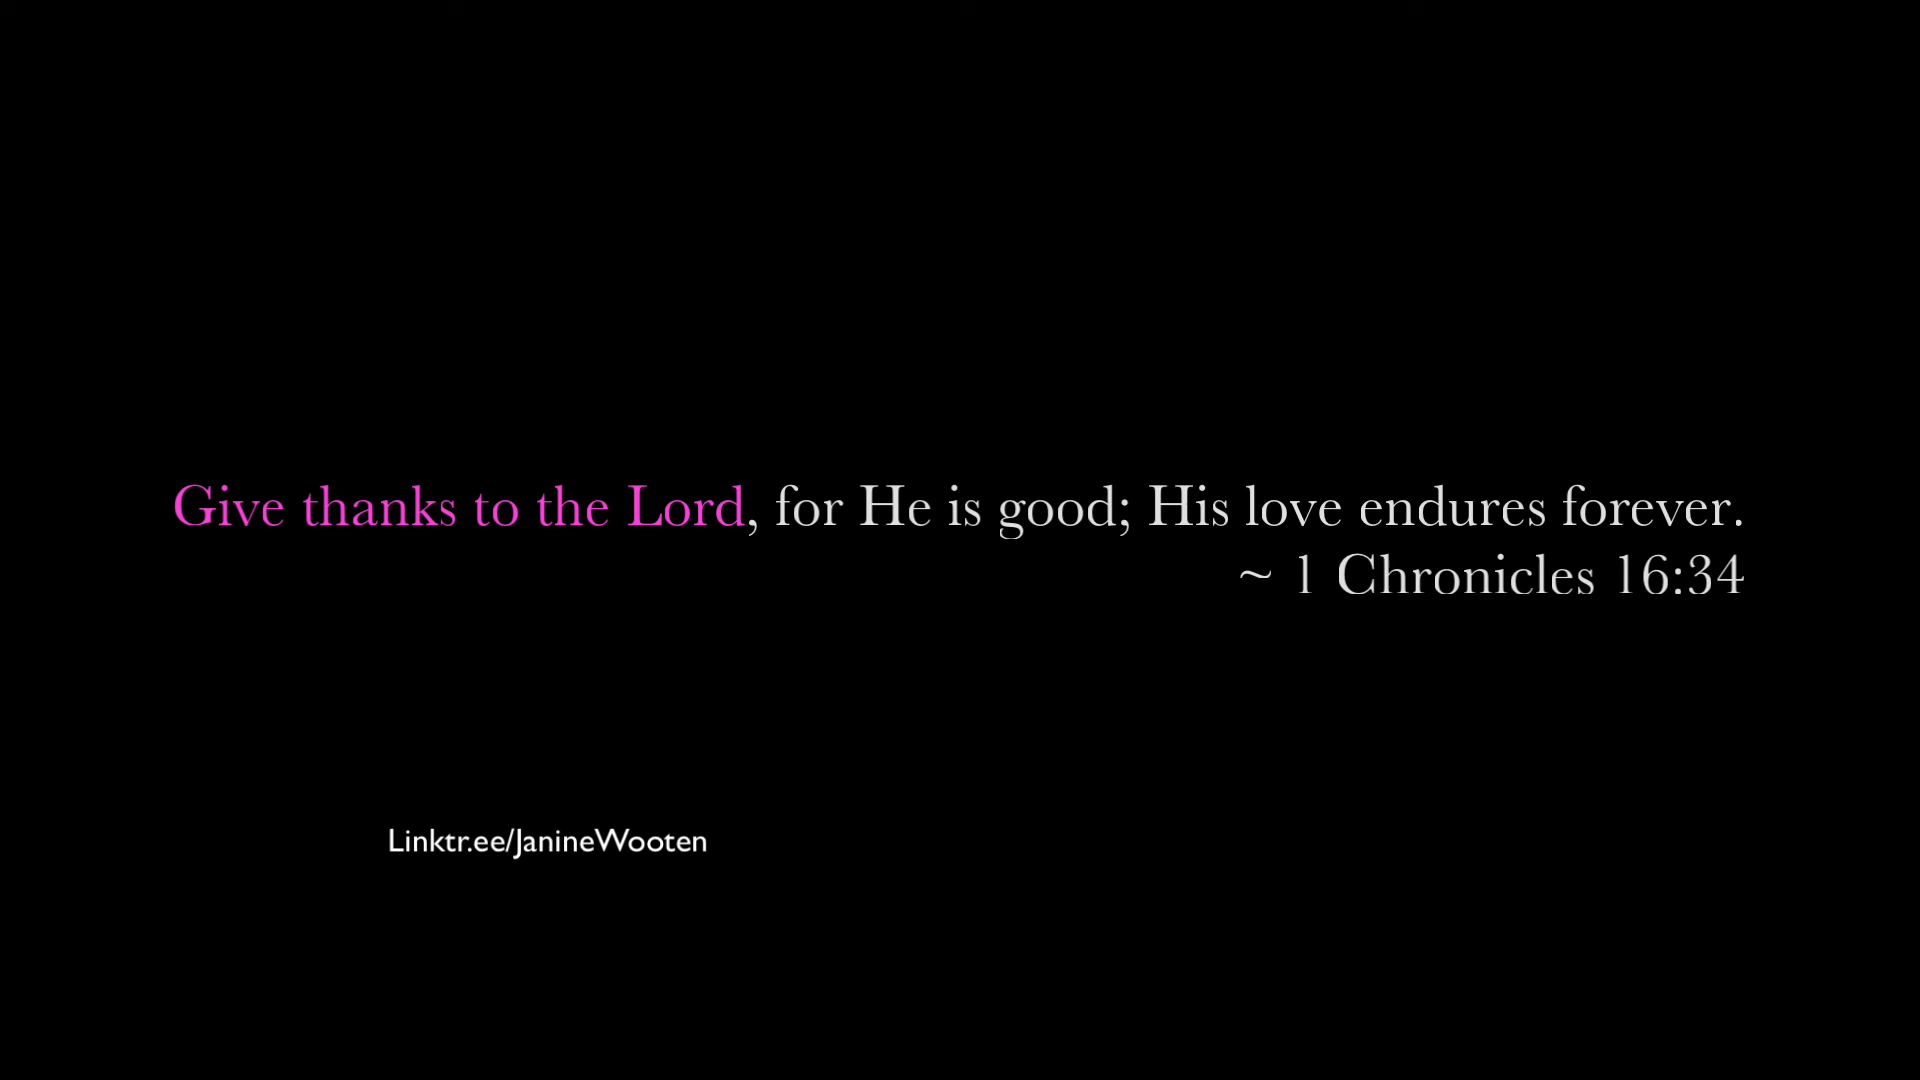 Give thanks to the Lord, for He is good; His love endures forever.
~ 1 Chronicles 16:34
Linktr.ee/JanineWooten